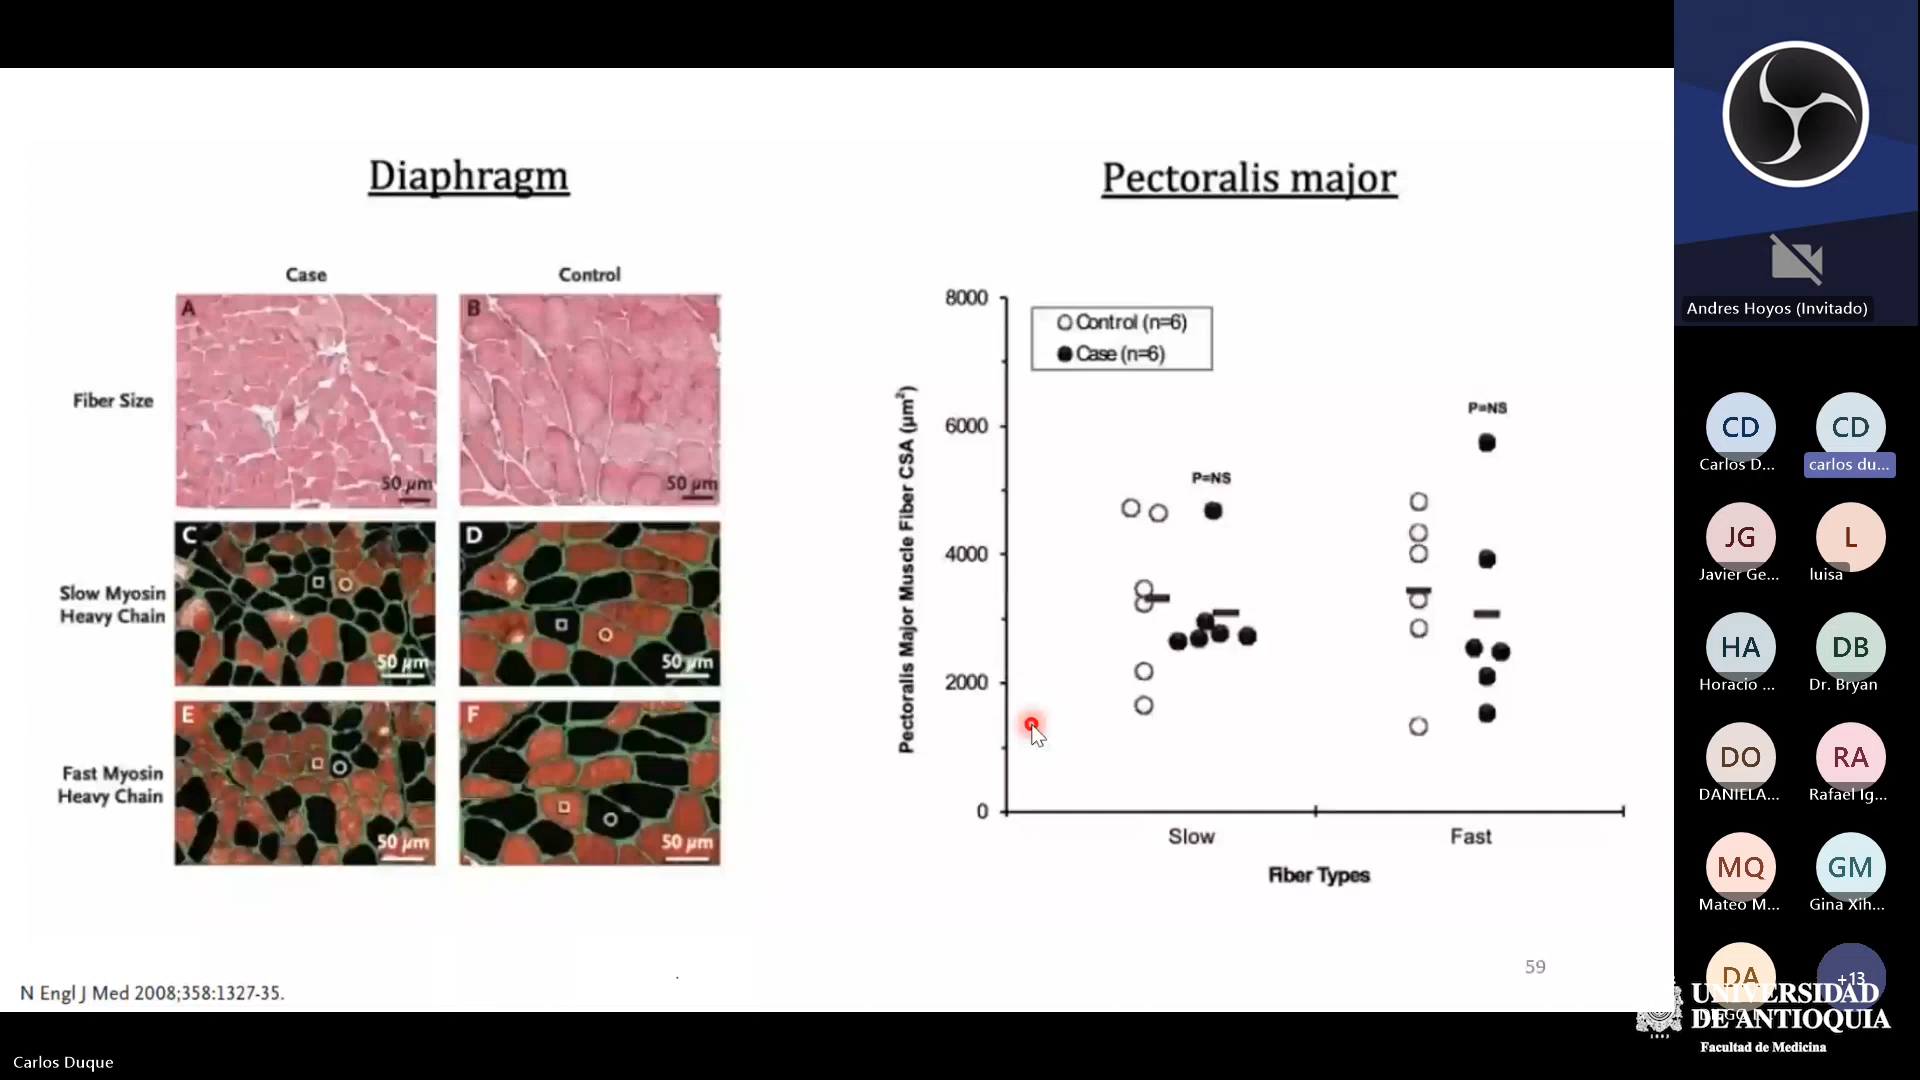 Diaphragm
Case
Control
Fiber Size
A
50 µm
B
50 µm
Slow Myosin
Heavy Chain
C
50 µm
D
50 µm
Fast Myosin
Heavy Chain
E
50 µm
F
50 µm
Pectoralis major
Pectoralis Major Muscle Fiber CSA (µm²)
8000
6000
4000
2000
0
Control (n=6)
Case (n=6)
P=NS
P=NS
Slow
Fast
Fiber Types
59
N Engl J Med 2008;358:1327-35.
Andres Hoyos (Invitado)
CD
Carlos D...
CD
carlos du...
JG
Javier Ge...
L
luisa
HA
Horacio ...
DB
Dr. Bryan
DO
DANIELA...
RA
Rafael Ig...
MQ
Mateo M...
GM
Gina Xih...
DA
+13
UNIVERSIDAD
DE ANTIOQUIA
1803
Facultad de Medicina
Carlos Duque